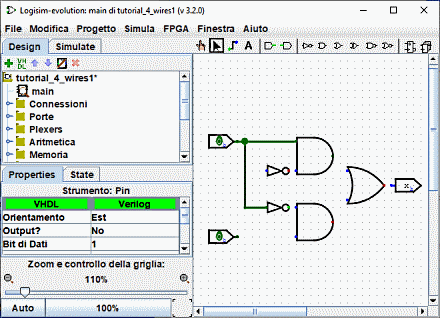 Logisim-evolution: main di tutorial_4_wires1 (v 3.2.0)
File Modifica Progetto Simula FPGA Finestra Aiuto
Design Simulate
A
VH
DL
tutorial_4_wires1*
main
Connessioni
Porte
Plexers
Aritmetica
Memoria
Properties State
Strumento: Pin
VHDL Verilog
Orientamento Est
Output? No
Bit di Dati 1
Zoom e controllo della griglia:
110%
Auto 100%
0
x
0